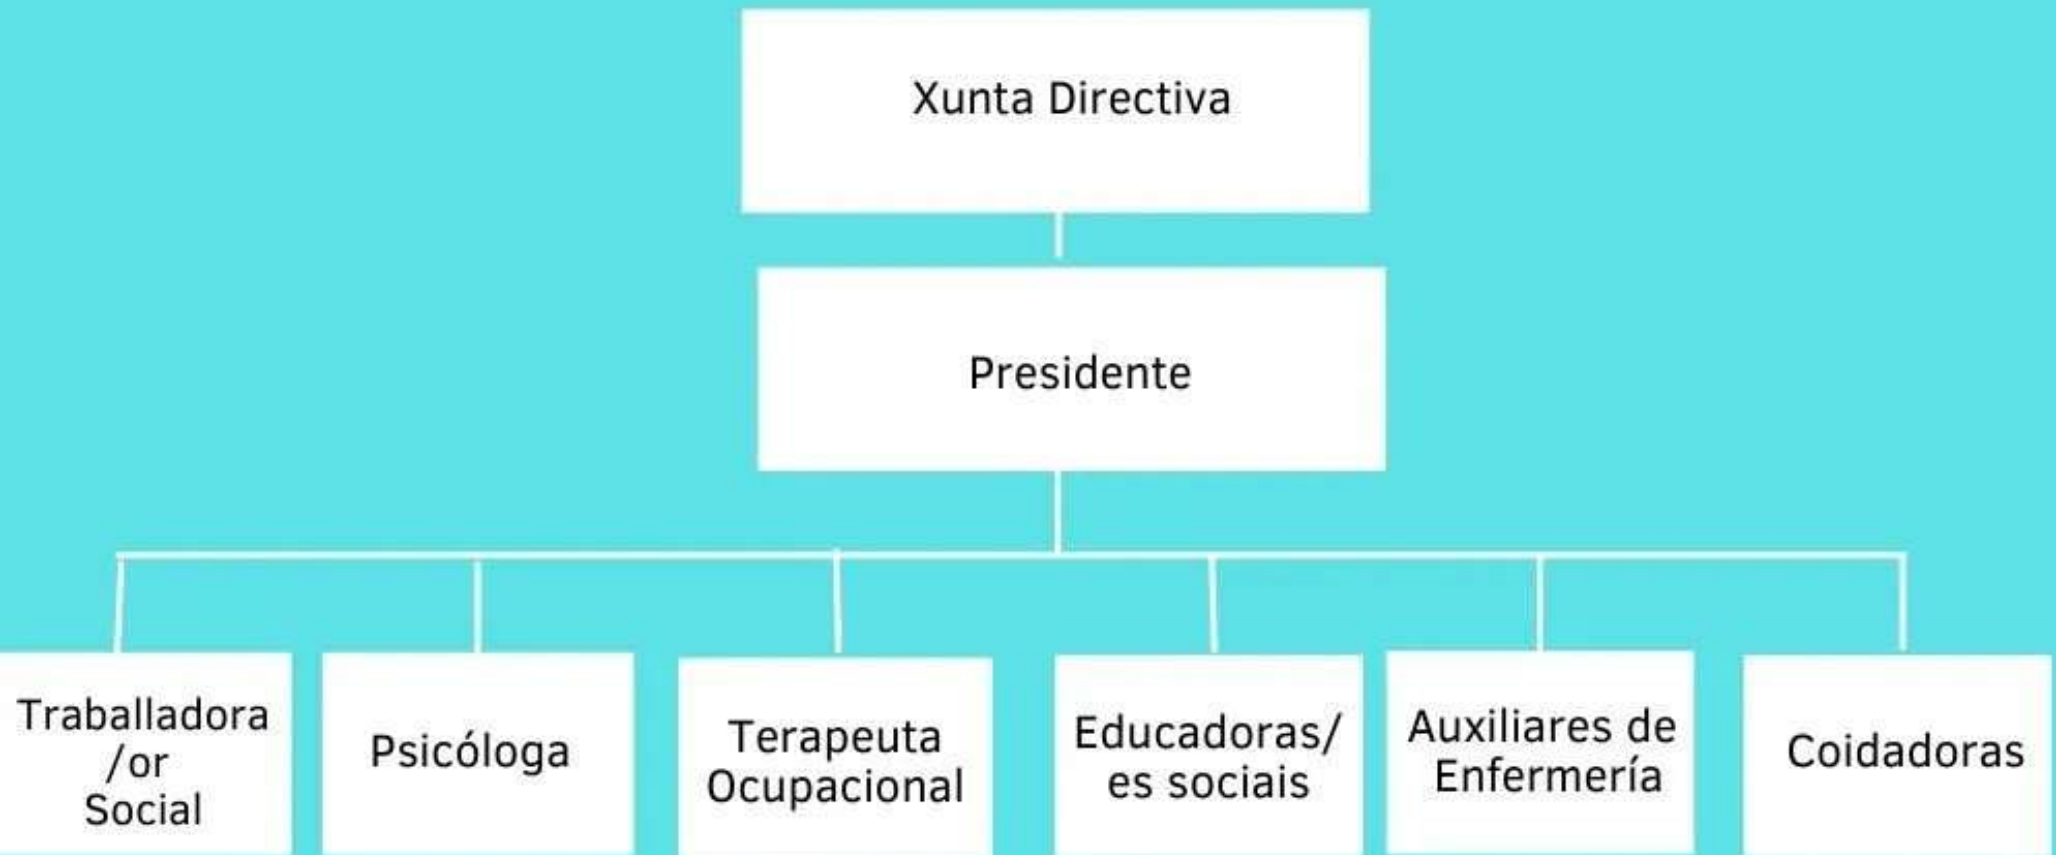 Xunta Directiva
Presidente
Traballadora
/or
Social
Psicóloga
Terapeuta
Ocupacional
Educadoras/
es sociais
Auxiliares de
Enfermería
Coidadoras